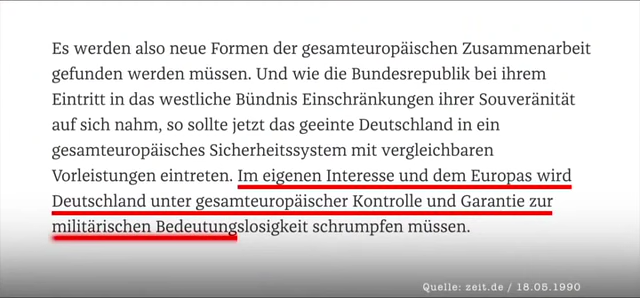 Es werden also neue Formen der gesamteuropäischen Zusammenarbeit
gefunden werden müssen. Und wie die Bundesrepublik bei ihrem
Eintritt in das westliche Bündnis Einschränkungen ihrer Souveränität
auf sich nahm, so sollte jetzt das geeinte Deutschland in ein
gesamteuropäisches Sicherheitssystem mit vergleichbaren
Vorleistungen eintreten. Im eigenen Interesse und dem Europas wird
Deutschland unter gesamteuropäischer Kontrolle und Garantie zur
militärischen Bedeutungslosigkeit schrumpfen müssen.
Quelle: zeit.de / 18.05.1990